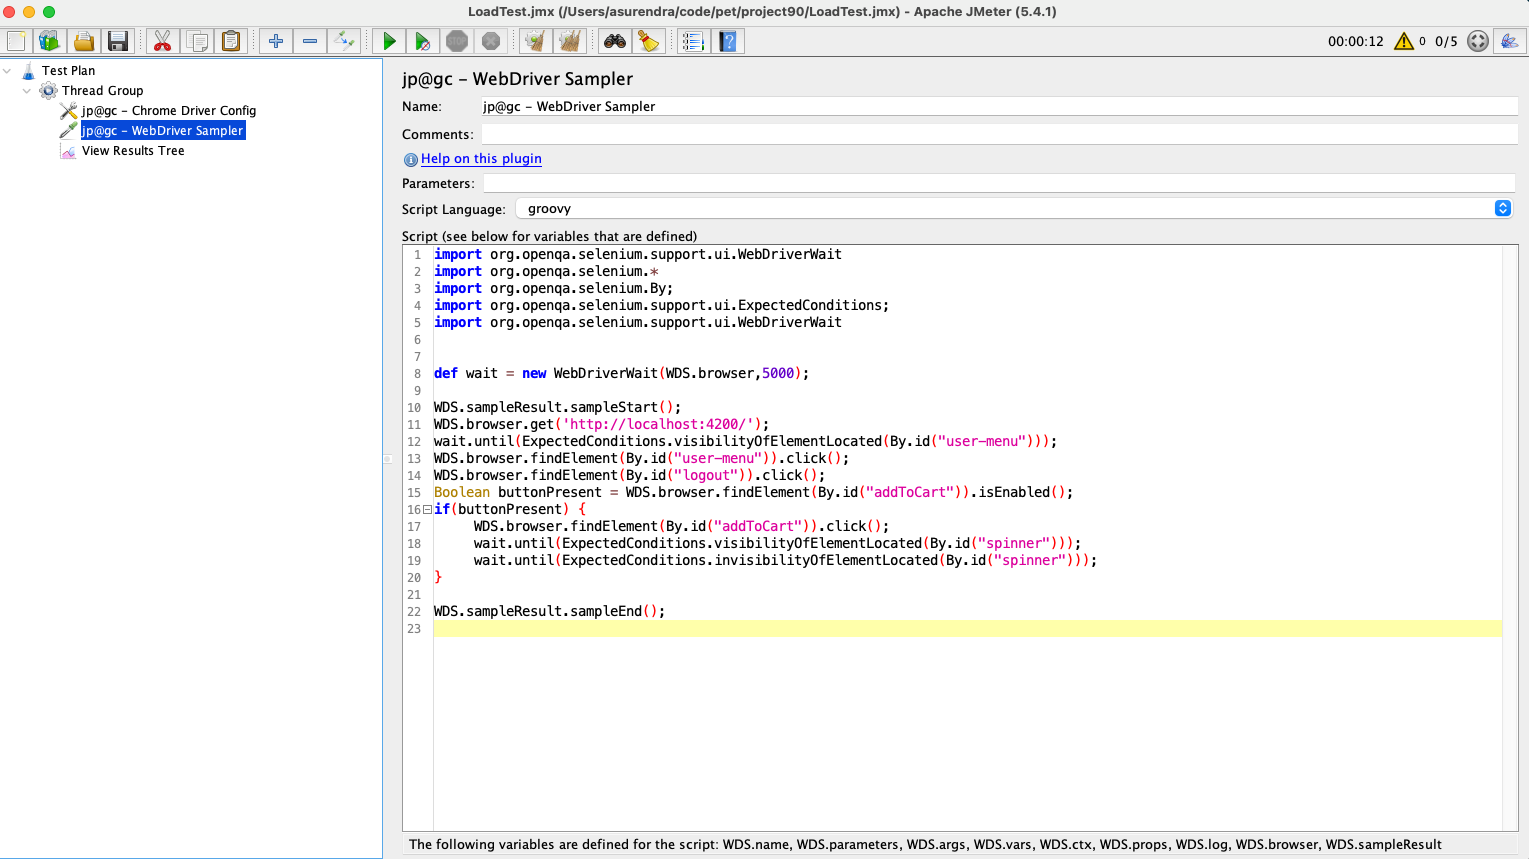 LoadTest.jmx (/Users/asurendra/code/pet/project90/LoadTest.jmx) - Apache JMeter (5.4.1)
STOP
00:00:12 0 0/5
Test Plan
Thread Group
jp@gc - Chrome Driver Config
jp@gc - WebDriver Sampler
View Results Tree
jp@gc - WebDriver Sampler
Name: jp@gc - WebDriver Sampler
Comments:
Help on this plugin
Parameters:
Script Language: groovy
Script (see below for variables that are defined)
1 import org.openqa.selenium.support.ui.WebDriverWait
2 import org.openqa.selenium.*
3 import org.openqa.selenium.By;
4 import org.openqa.selenium.support.ui.ExpectedConditions;
5 import org.openqa.selenium.support.ui.WebDriverWait
6
7
8 def wait = new WebDriverWait(WDS.browser,5000);
9
10 WDS.sampleResult.sampleStart();
11 WDS.browser.get('http://localhost:4200/');
12 wait.until(ExpectedConditions.visibilityOfElementLocated(By.id("user-menu")));
13 WDS.browser.findElement(By.id("user-menu")).click();
14 WDS.browser.findElement(By.id("logout")).click();
15 Boolean buttonPresent = WDS.browser.findElement(By.id("addToCart")).isEnabled();
16 if(buttonPresent) {
17 WDS.browser.findElement(By.id("addToCart")).click();
18 wait.until(ExpectedConditions.visibilityOfElementLocated(By.id("spinner")));
19 wait.until(ExpectedConditions.invisibilityOfElementLocated(By.id("spinner")));
20 }
21
22 WDS.sampleResult.sampleEnd();
23
The following variables are defined for the script: WDS.name, WDS.parameters, WDS.args, WDS.vars, WDS.ctx, WDS.props, WDS.log, WDS.browser, WDS.sampleResult